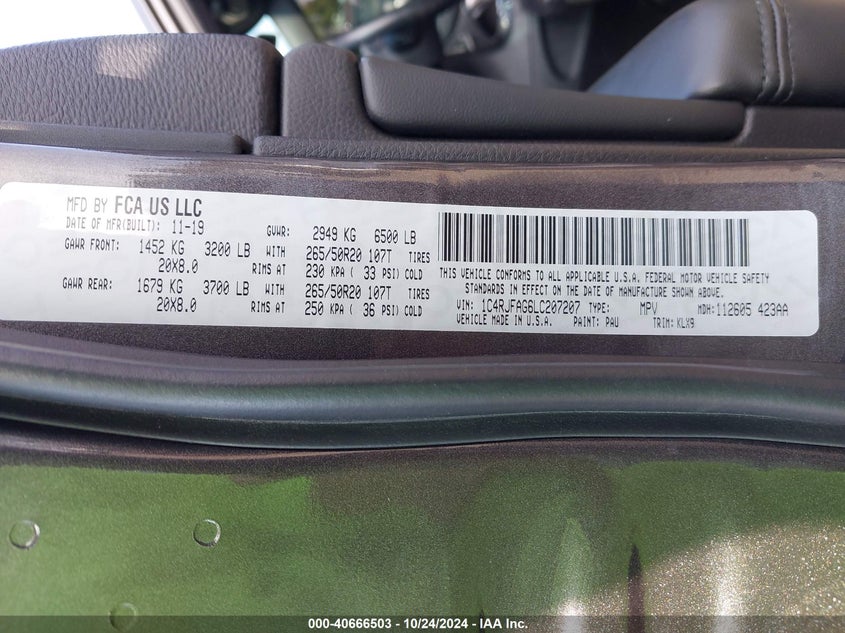 MFD BY FCA US LLC
DATE OF MFR(BUILT): 11-19 GVWR: 2949 KG 6500 LB
GAWR FRONT: 1452 KG 3200 LB WITH 265/50R20 107T TIRES
20X8.0 RIMS AT 230 KPA ( 33 PSI) COLD
GAWR REAR: 1679 KG 3700 LB WITH 265/50R20 107T TIRES
20X8.0 RIMS AT 250 KPA ( 36 PSI) COLD
THIS VEHICLE CONFORMS TO ALL APPLICABLE U.S.A. FEDERAL MOTOR VEHICLE SAFETY
STANDARDS IN EFFECT ON THE DATE OF MANUFACTURE SHOWN ABOVE.
VIN: 1C4RJFAG6LC207207 TYPE: MPV MDH: 112605 423AA
VEHICLE MADE IN U.S.A. PAINT: PAU TRIM: KLX9
000-40666503 - 10/24/2024 - IAA Inc.